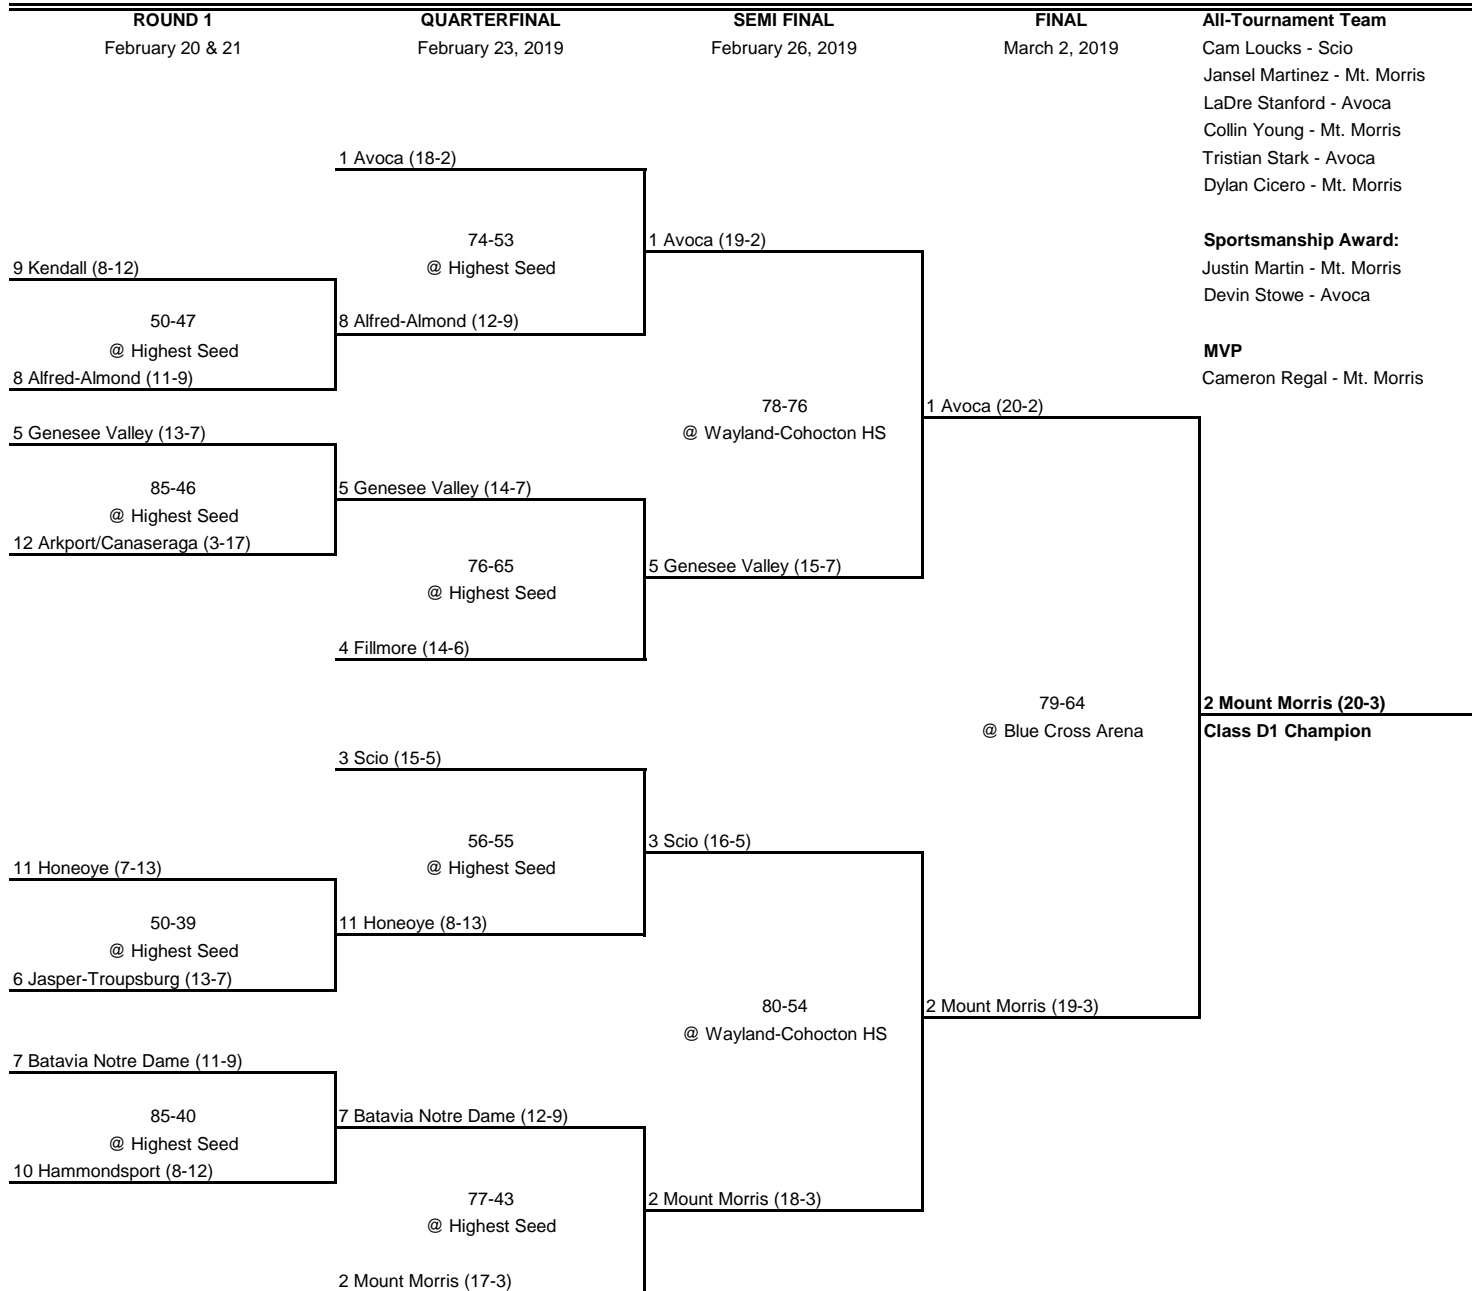 ROUND 1 QUARTERFINAL SEMI FINAL FINAL All-Tournament Team
February 20 & 21 February 23, 2019 February 26, 2019 March 2, 2019 Cam Loucks - Scio
Jansel Martinez - Mt. Morris
LaDre Stanford - Avoca
Collin Young - Mt. Morris
1 Avoca (18-2) Tristian Stark - Avoca
Dylan Cicero - Mt. Morris
74-53 1 Avoca (19-2) Sportsmanship Award:
9 Kendall (8-12) @ Highest Seed Justin Martin - Mt. Morris
Devin Stowe - Avoca
50-47 8 Alfred-Almond (12-9)
@ Highest Seed MVP
8 Alfred-Almond (11-9) Cameron Regal - Mt. Morris
78-76 1 Avoca (20-2)
5 Genesee Valley (13-7) @ Wayland-Cohocton HS
85-46 5 Genesee Valley (14-7)
@ Highest Seed
12 Arkport/Canaseraga (3-17)
76-65 5 Genesee Valley (15-7)
@ Highest Seed
4 Fillmore (14-6)
79-64 2 Mount Morris (20-3)
@ Blue Cross Arena Class D1 Champion
3 Scio (15-5)
56-55 3 Scio (16-5)
11 Honeoye (7-13) @ Highest Seed
50-39 11 Honeoye (8-13)
@ Highest Seed
6 Jasper-Troupsburg (13-7)
80-54 2 Mount Morris (19-3)
@ Wayland-Cohocton HS
7 Batavia Notre Dame (11-9)
85-40 7 Batavia Notre Dame (12-9)
@ Highest Seed
10 Hammondsport (8-12)
77-43 2 Mount Morris (18-3)
@ Highest Seed
2 Mount Morris (17-3)